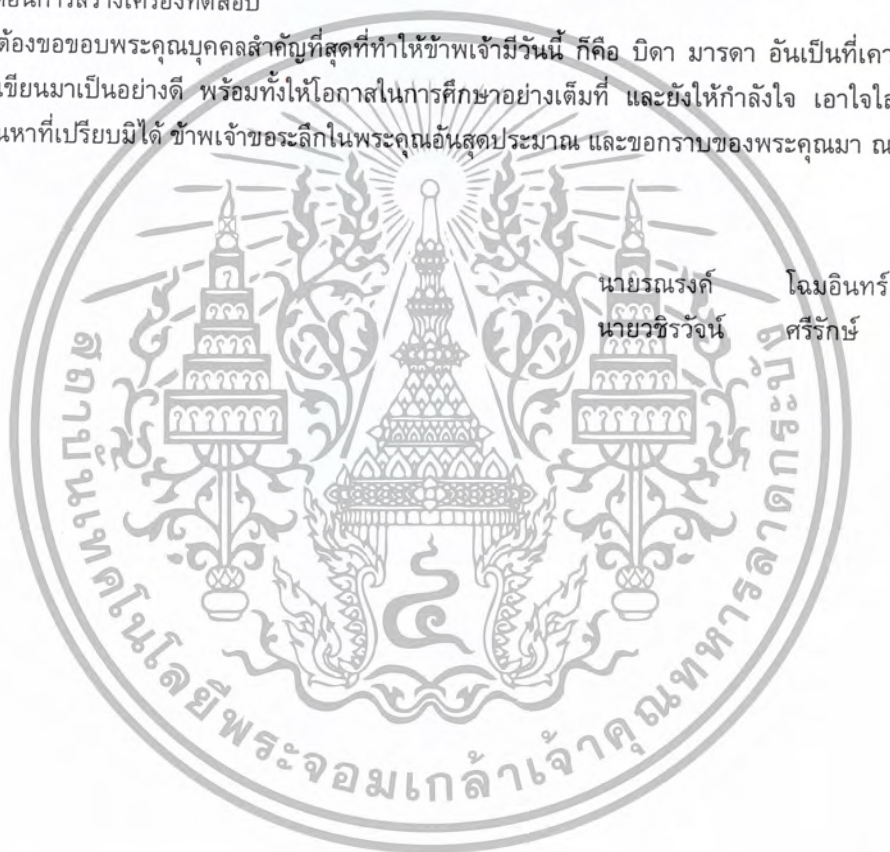 ต้องขอขอบพระคุณบุคคลสำคัญที่สุดที่ทำให้ข้าพเจ้ามีวันนี้ ก็คือ บิดา มารดา อันเป็นที่เคา
เขียนมาเป็นอย่างดี พร้อมทั้งให้โอกาสในการศึกษาอย่างเต็มที่ และยังให้กำลังใจ เอาใจใส
นหาที่เปรียบมิได้ ข้าพเจ้าขอระลึกในพระคุณอันสุดประมาณ และขอกราบของพระคุณมา ณ
นายรณรงค์ โฉมอินทร์
นายวชิรวัจน์ ศรีรักษ์
สถาบันเทคโนโลยีพระจอมเกล้าเจ้าคุณทหารลาดกระบัง
๔